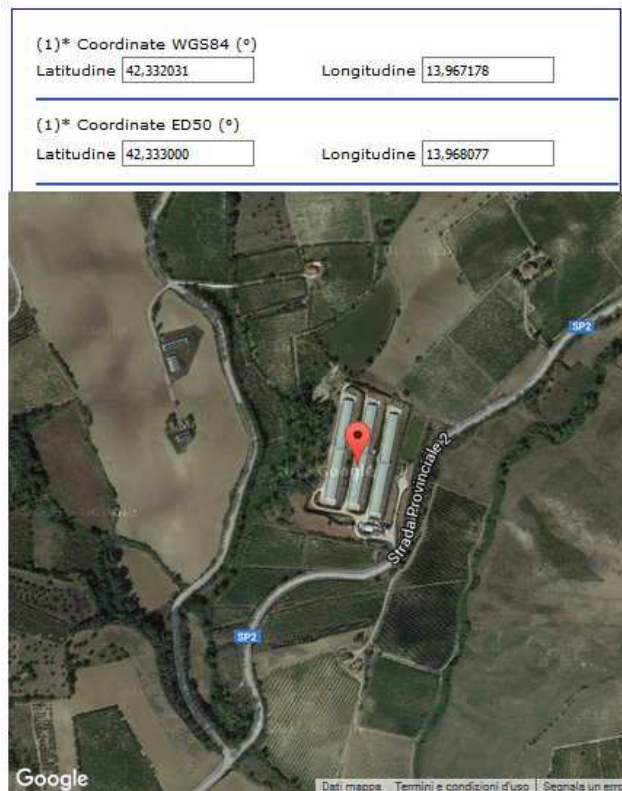 (1)* Coordinate WGS84 (°)
Latitudine 42,332031 Longitudine 13,967178
(1)* Coordinate ED50 (°)
Latitudine 42,333000 Longitudine 13,968077
SP2
Strada Provinciale 2
SP2
Google
Dati mappa Termini e condizioni d'uso Segnala un erro